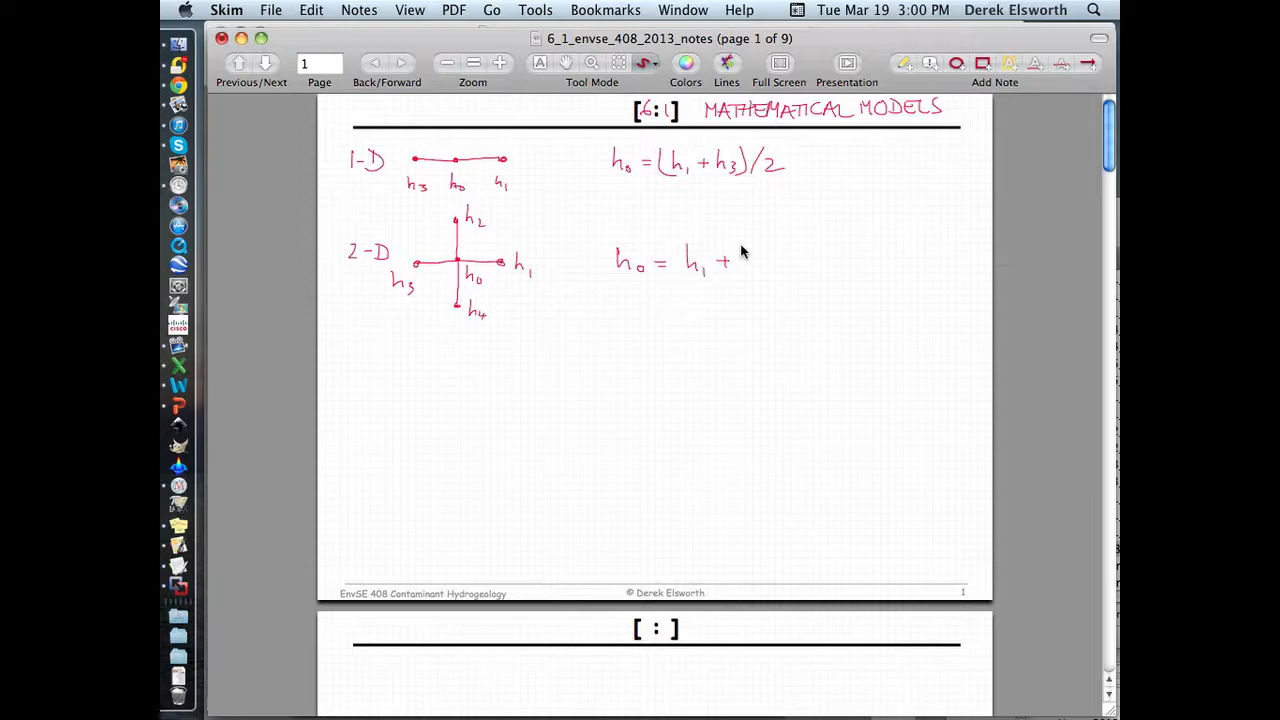 Skim File Edit Notes View PDF Go Tools Bookmarks Window Help Tue Mar 19 3:00 PM Derek Elsworth
6_1_envse408_2013_notes (page 1 of 9)
1
Previous/Next Page Back/Forward Zoom Tool Mode Colors Lines Full Screen Presentation Add Note
[6:1] MATHEMATICAL MODELS
1-D
h3 h0 h1
h0 = (h1 + h3)/2
h2
2-D
h3 h0 h1
h4
h0 = h1 +
EnvSE 408 Contaminant Hydrogeology © Derek Elsworth 1
[ : ]
CISCO